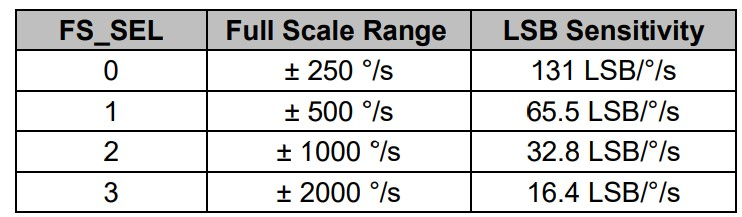 FS_SEL Full Scale Range LSB Sensitivity
0 ± 250 °/s 131 LSB/°/s
1 ± 500 °/s 65.5 LSB/°/s
2 ± 1000 °/s 32.8 LSB/°/s
3 ± 2000 °/s 16.4 LSB/°/s